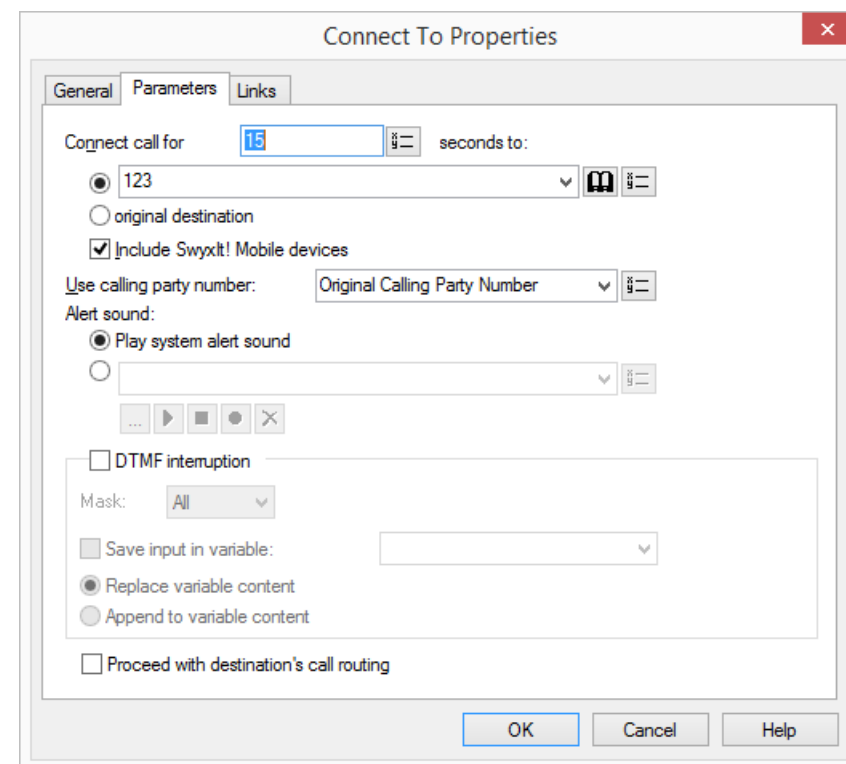 Connect To Properties
General Parameters Links
Connect call for 15 seconds to:
123
original destination
Include SwyxIt! Mobile devices
Use calling party number: Original Calling Party Number
Alert sound:
Play system alert sound
...
DTMF interruption
Mask: All
Save input in variable:
Replace variable content
Append to variable content
Proceed with destination's call routing
OK Cancel Help